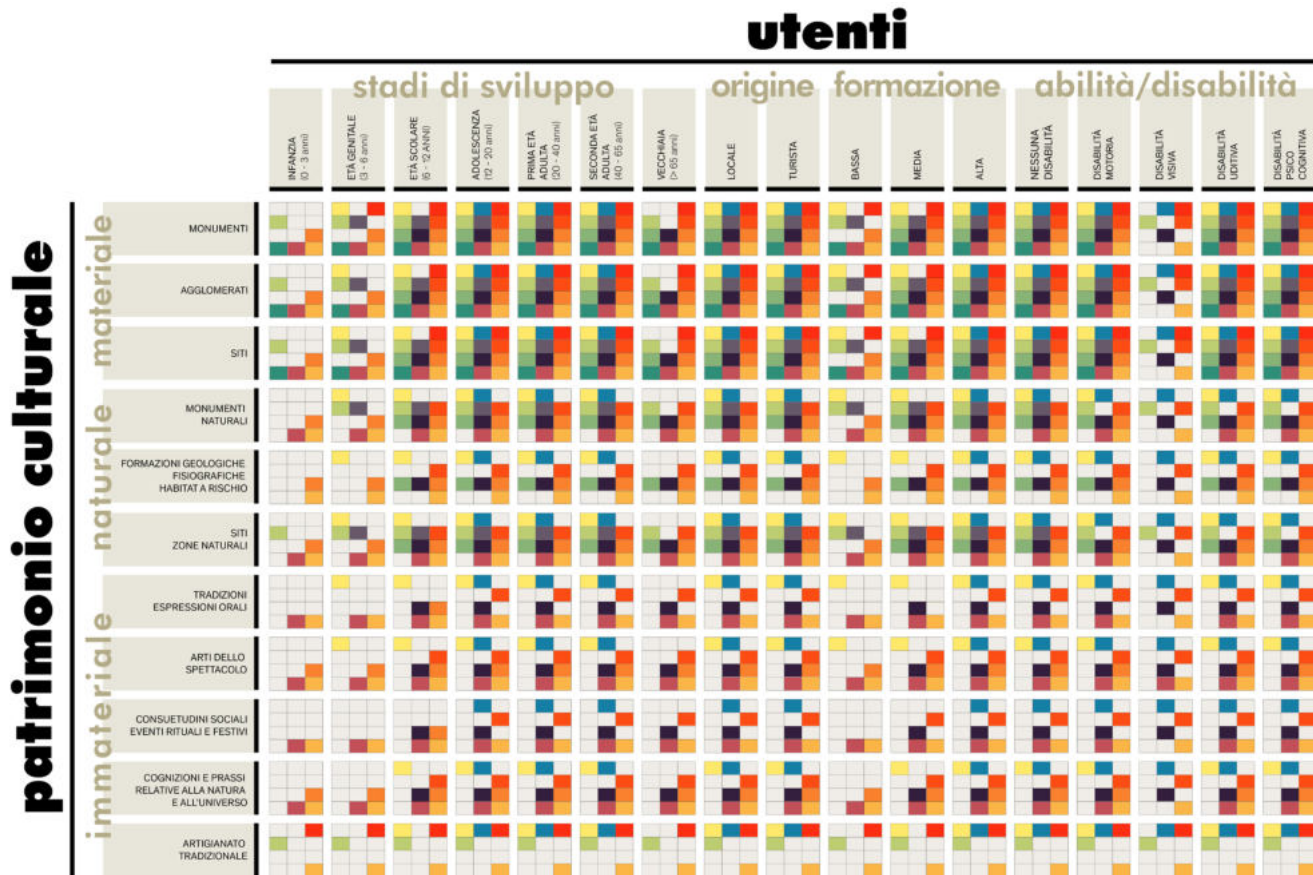 utenti
stadi di sviluppo
origine
formazione
abilità/disabilità
INFANZIA
(0 - 3 anni)
ETÀ GENITALE
(3 - 6 anni)
ETÀ SCOLARE
(6 - 12 ANNI)
ADOLESCENZA
(12 - 20 anni)
PRIMA ETÀ
ADULTA
(20 - 40 anni)
SECONDA ETÀ
ADULTA
(40 - 65 anni)
VECCHIAIA
(> 65 anni)
LOCALE
TURISTA
BASSA
MEDIA
ALTA
NESSUNA
DISABILITÀ
DISABILITÀ
MOTORIA
DISABILITÀ
VISIVA
DISABILITÀ
UDITIVA
DISABILITÀ
PSICO
COGNITIVA
patrimonio culturale
materiale
MONUMENTI
AGGLOMERATI
SITI
naturale
MONUMENTI
NATURALI
FORMAZIONI GEOLOGICHE
FISIOGRAFICHE
HABITAT A RISCHIO
SITI
ZONE NATURALI
immateriale
TRADIZIONI
ESPRESSIONI ORALI
ARTI DELLO
SPETTACOLO
CONSUETUDINI SOCIALI
EVENTI RITUALI E FESTIVI
COGNIZIONI E PRASSI
RELATIVE ALLA NATURA
E ALL'UNIVERSO
ARTIGIANATO
TRADIZIONALE